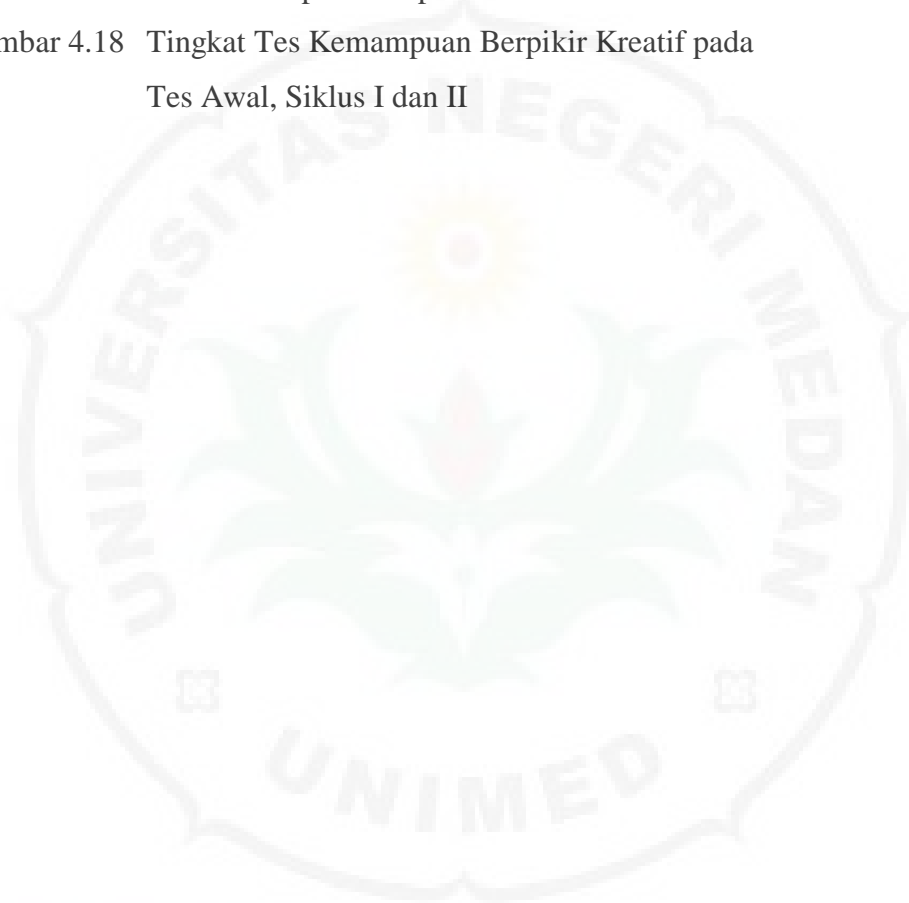 mbar 4.18 Tingkat Tes Kemampuan Berpikir Kreatif pada
Tes Awal, Siklus I dan II
UNIVERSITAS NEGERI MEDAN
UNIMED